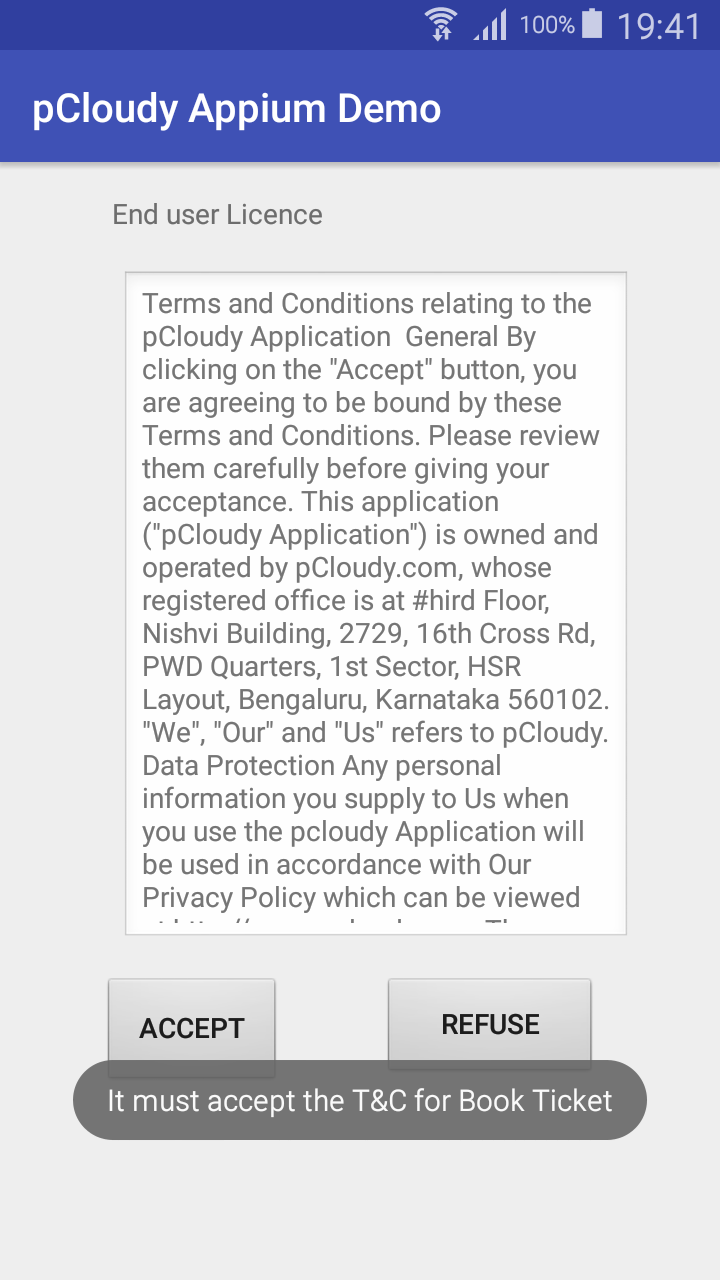 100% 19:41
pCloudy Appium Demo
End user Licence
Terms and Conditions relating to the
pCloudy Application  General By
clicking on the "Accept" button, you
are agreeing to be bound by these
Terms and Conditions. Please review
them carefully before giving your
acceptance. This application
("pCloudy Application") is owned and
operated by pCloudy.com, whose
registered office is at #hird Floor,
Nishvi Building, 2729, 16th Cross Rd,
PWD Quarters, 1st Sector, HSR
Layout, Bengaluru, Karnataka 560102.
"We", "Our" and "Us" refers to pCloudy.
Data Protection Any personal
information you supply to Us when
you use the pcloudy Application will
be used in accordance with Our
Privacy Policy which can be viewed
ACCEPT REFUSE
It must accept the T&C for Book Ticket